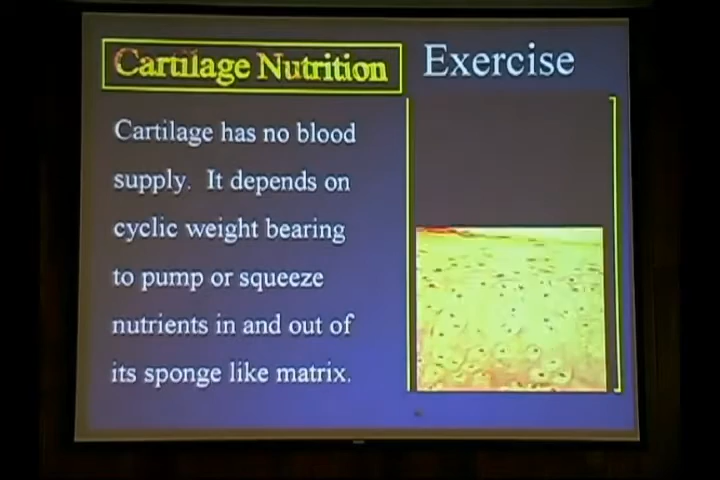 Cartilage Nutrition
Exercise
Cartilage has no blood
supply. It depends on
cyclic weight bearing
to pump or squeeze
nutrients in and out of
its sponge like matrix.